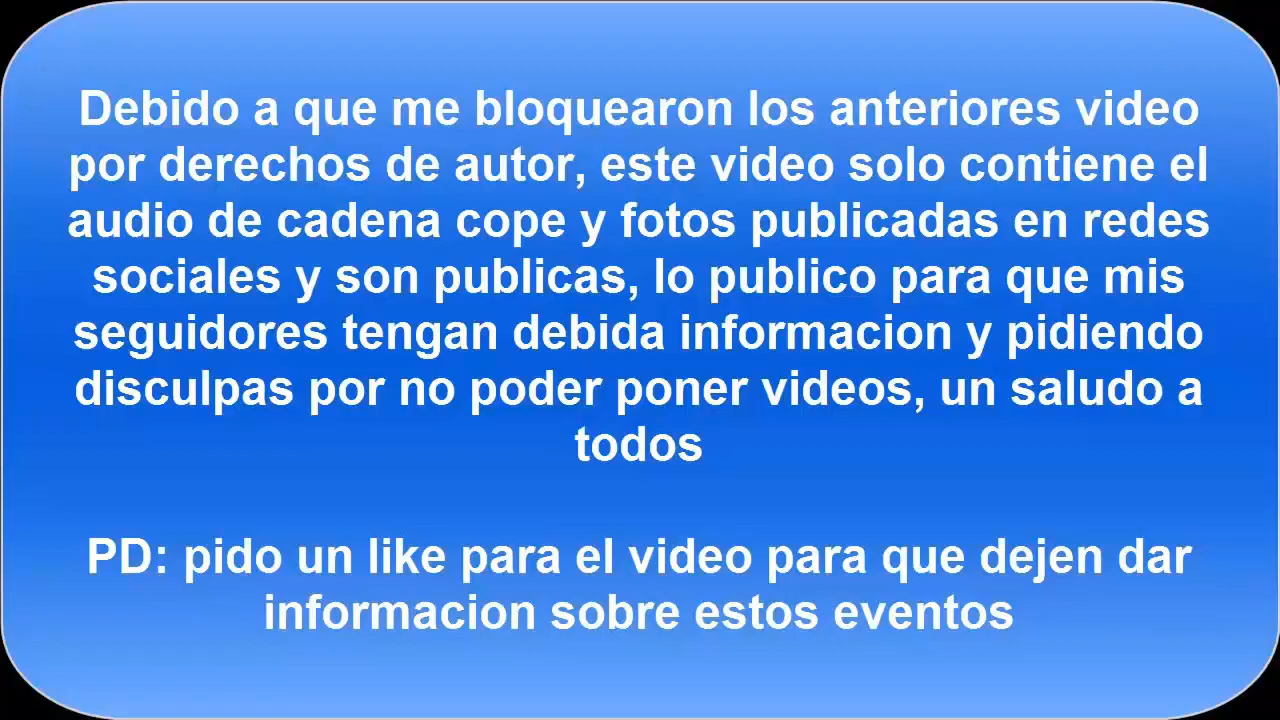 Debido a que me bloquearon los anteriores video
por derechos de autor, este video solo contiene el
audio de cadena cope y fotos publicadas en redes
sociales y son publicas, lo publico para que mis
seguidores tengan debida informacion y pidiendo
disculpas por no poder poner videos, un saludo a
todos
PD: pido un like para el video para que dejen dar
informacion sobre estos eventos